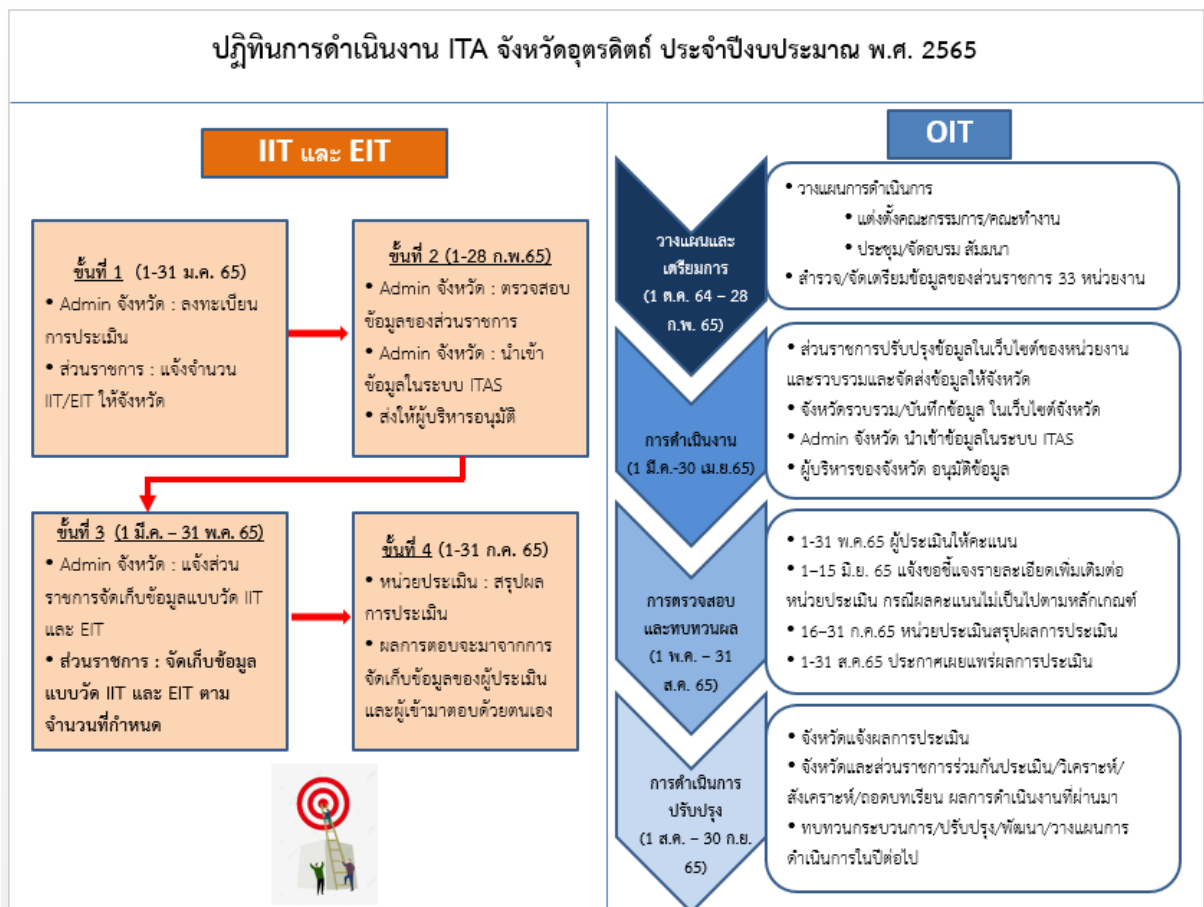 ปฏิทินการดำเนินงาน ITA จังหวัดอุตรดิตถ์ ประจำปีงบประมาณ พ.ศ. 2565
IIT และ EIT
ขั้นที่ 1 (1-31 ม.ค. 65)
• Admin จังหวัด : ลงทะเบียน
การประเมิน
• ส่วนราชการ : แจ้งจำนวน
IIT/EIT ให้จังหวัด
ขั้นที่ 2 (1-28 ก.พ.65)
• Admin จังหวัด : ตรวจสอบ
ข้อมูลของส่วนราชการ
• Admin จังหวัด : นำเข้า
ข้อมูลในระบบ ITAS
• ส่งให้ผู้บริหารอนุมัติ
ขั้นที่ 3 (1 มี.ค. – 31 พ.ค. 65)
• Admin จังหวัด : แจ้งส่วน
ราชการจัดเก็บข้อมูลแบบวัด IIT
และ EIT
• ส่วนราชการ : จัดเก็บข้อมูล
แบบวัด IIT และ EIT ตาม
จำนวนที่กำหนด
ขั้นที่ 4 (1-31 ก.ค. 65)
• หน่วยประเมิน : สรุปผล
การประเมิน
• ผลการตอบจะมาจากการ
จัดเก็บข้อมูลของผู้ประเมิน
และผู้เข้ามาตอบด้วยตนเอง
OIT
วางแผนและ
เตรียมการ
(1 ต.ค. 64 – 28
ก.พ. 65)
• วางแผนการดำเนินการ
• แต่งตั้งคณะกรรมการ/คณะทำงาน
• ประชุม/จัดอบรม สัมมนา
• สำรวจ/จัดเตรียมข้อมูลของส่วนราชการ 33 หน่วยงาน
การดำเนินงาน
(1 มี.ค.-30 เม.ย.65)
• ส่วนราชการปรับปรุงข้อมูลในเว็บไซต์ของหน่วยงาน
และรวบรวมและจัดส่งข้อมูลให้จังหวัด
• จังหวัดรวบรวม/บันทึกข้อมูล ในเว็บไซต์จังหวัด
• Admin จังหวัด นำเข้าข้อมูลในระบบ ITAS
• ผู้บริหารของจังหวัด อนุมัติข้อมูล
การตรวจสอบ
และทบทวนผล
(1 พ.ค. – 31
ส.ค. 65)
• 1-31 พ.ค.65 ผู้ประเมินให้คะแนน
• 1–15 มิ.ย. 65 แจ้งขอชี้แจงรายละเอียดเพิ่มเติมต่อ
หน่วยประเมิน กรณีผลคะแนนไม่เป็นไปตามหลักเกณฑ์
• 16–31 ก.ค.65 หน่วยประเมินสรุปผลการประเมิน
• 1-31 ส.ค.65 ประกาศเผยแพร่ผลการประเมิน
การดำเนินการ
ปรับปรุง
(1 ส.ค. – 30 ก.ย.
65)
• จังหวัดแจ้งผลการประเมิน
• จังหวัดและส่วนราชการร่วมกันประเมิน/วิเคราะห์/
สังเคราะห์/ถอดบทเรียน ผลการดำเนินงานที่ผ่านมา
• ทบทวนกระบวนการ/ปรับปรุง/พัฒนา/วางแผนการ
ดำเนินการในปีต่อไป